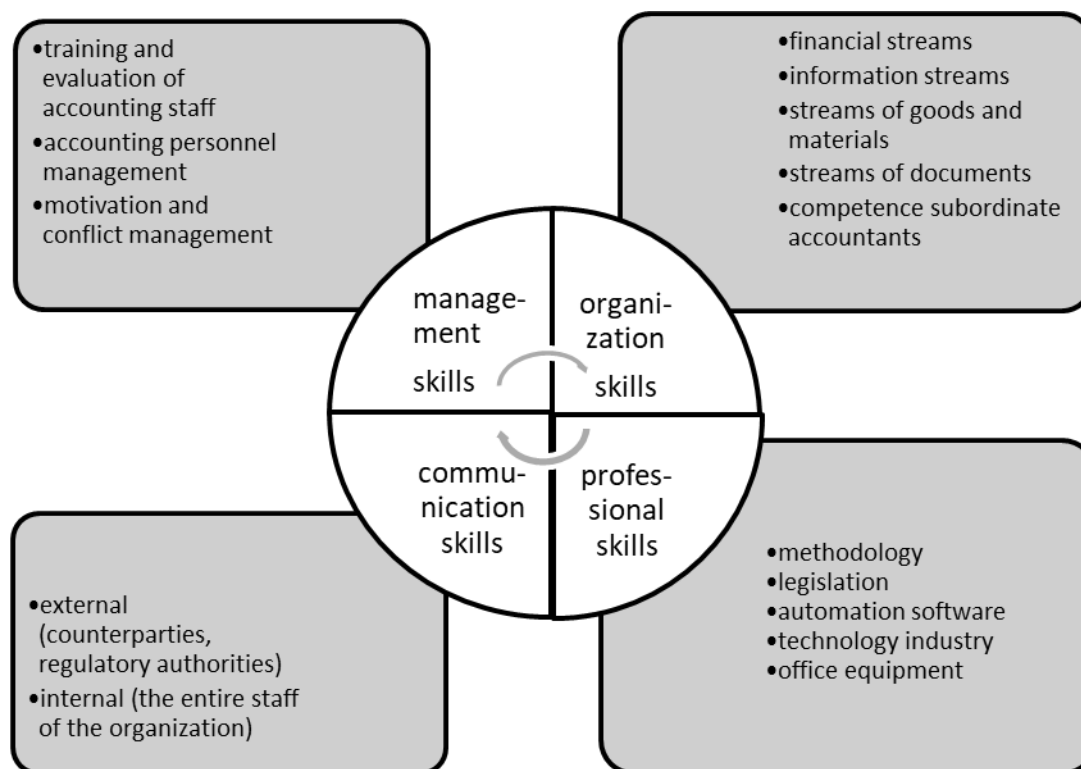 •training and
evaluation of
accounting staff
•accounting personnel
management
•motivation and
conflict management
•financial streams
•information streams
•streams of goods and
materials
•streams of documents
•competence subordinate
accountants
manage-
ment
skills
organi-
zation
skills
commu-
nication
skills
profes-
sional
skills
•external
(counterparties,
regulatory authorities)
•internal (the entire staff
of the organization)
•methodology
•legislation
•automation software
•technology industry
•office equipment